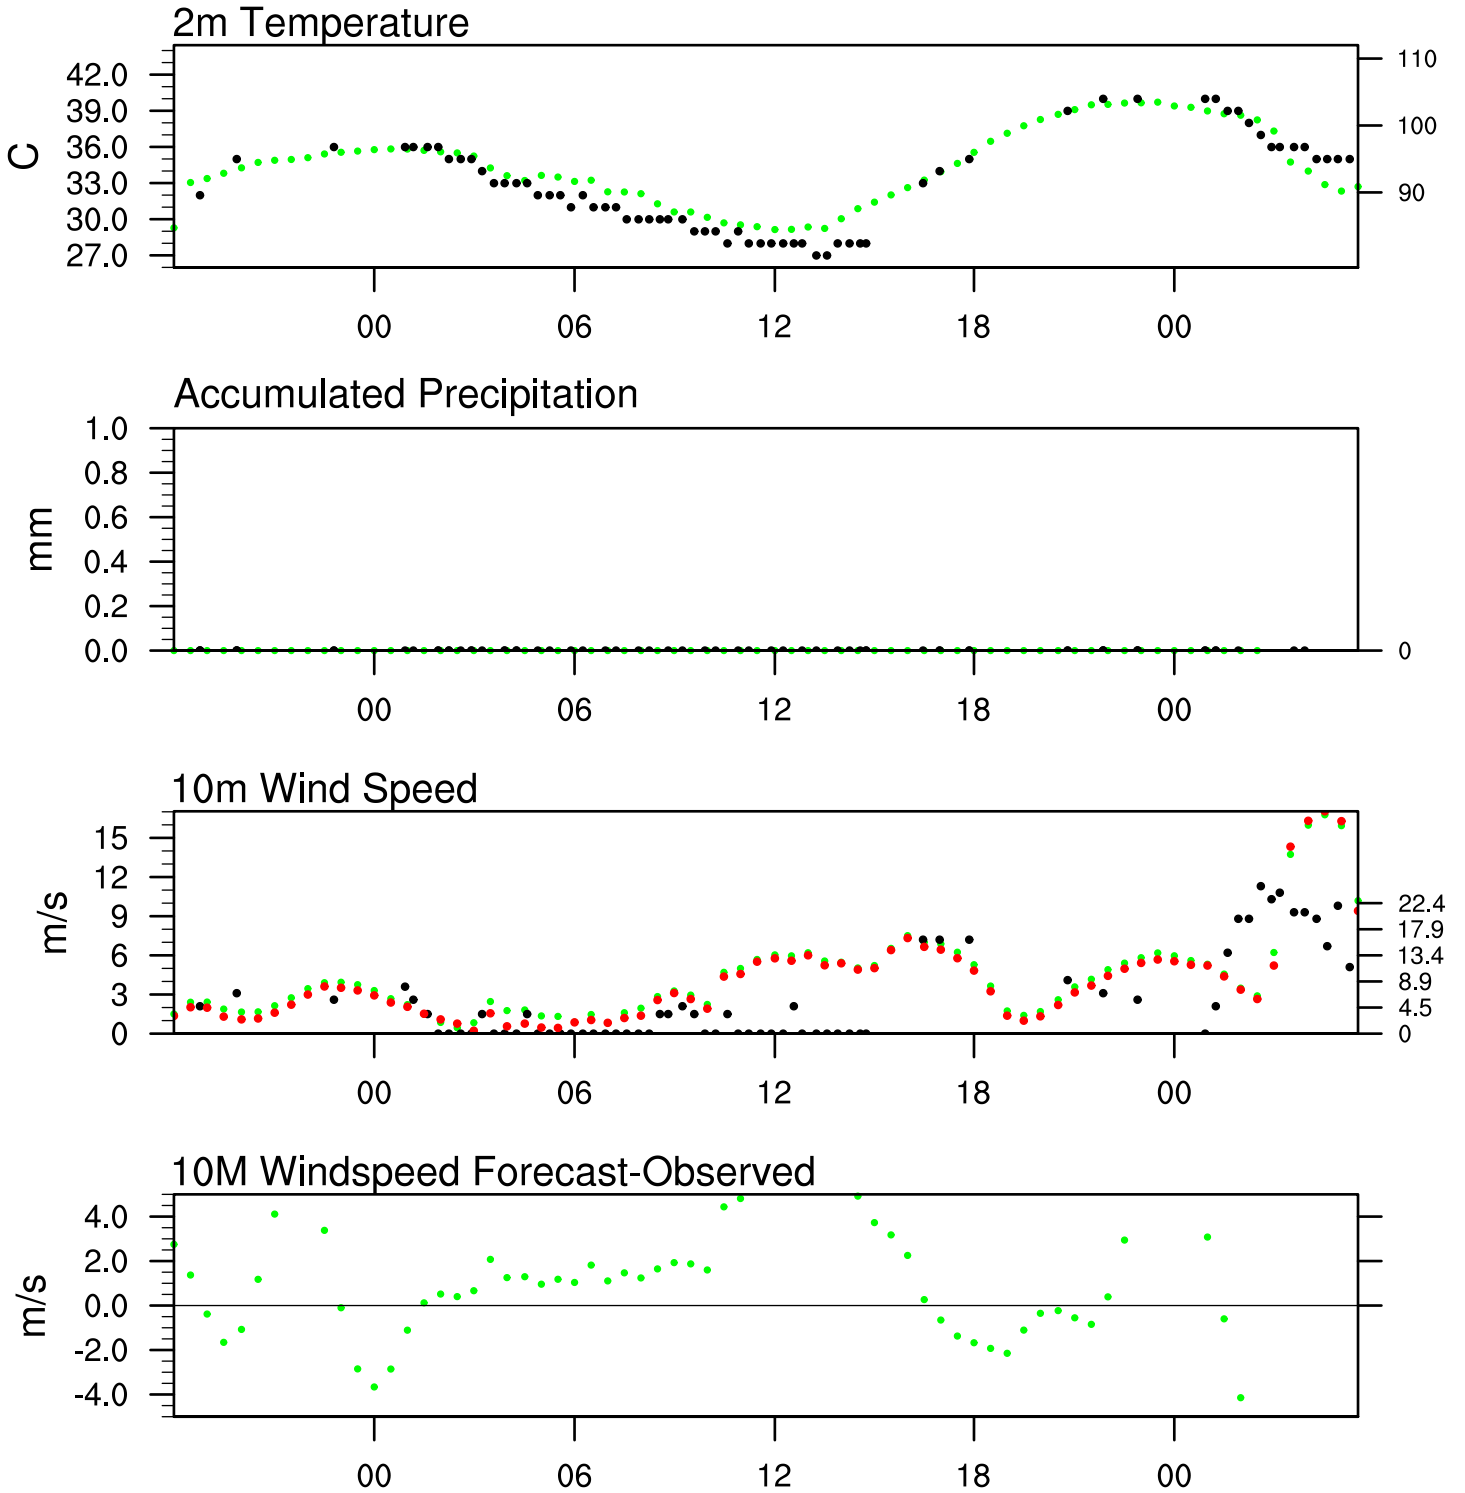 2m Temperature
42.0
110
39.0
100
36.0
C
33.0
90
30.0
27.0
00 06 12 18 00
Accumulated Precipitation
1.0
0.8
0.6
mm
0.4
0.2
0.0
0
00 06 12 18 00
10m Wind Speed
15
12
22.4
9
m/s
17.9
6
13.4
8.9
3
4.5
0
0
00 06 12 18 00
10M Windspeed Forecast-Observed
4.0
2.0
m/s
0.0
-2.0
-4.0
00 06 12 18 00